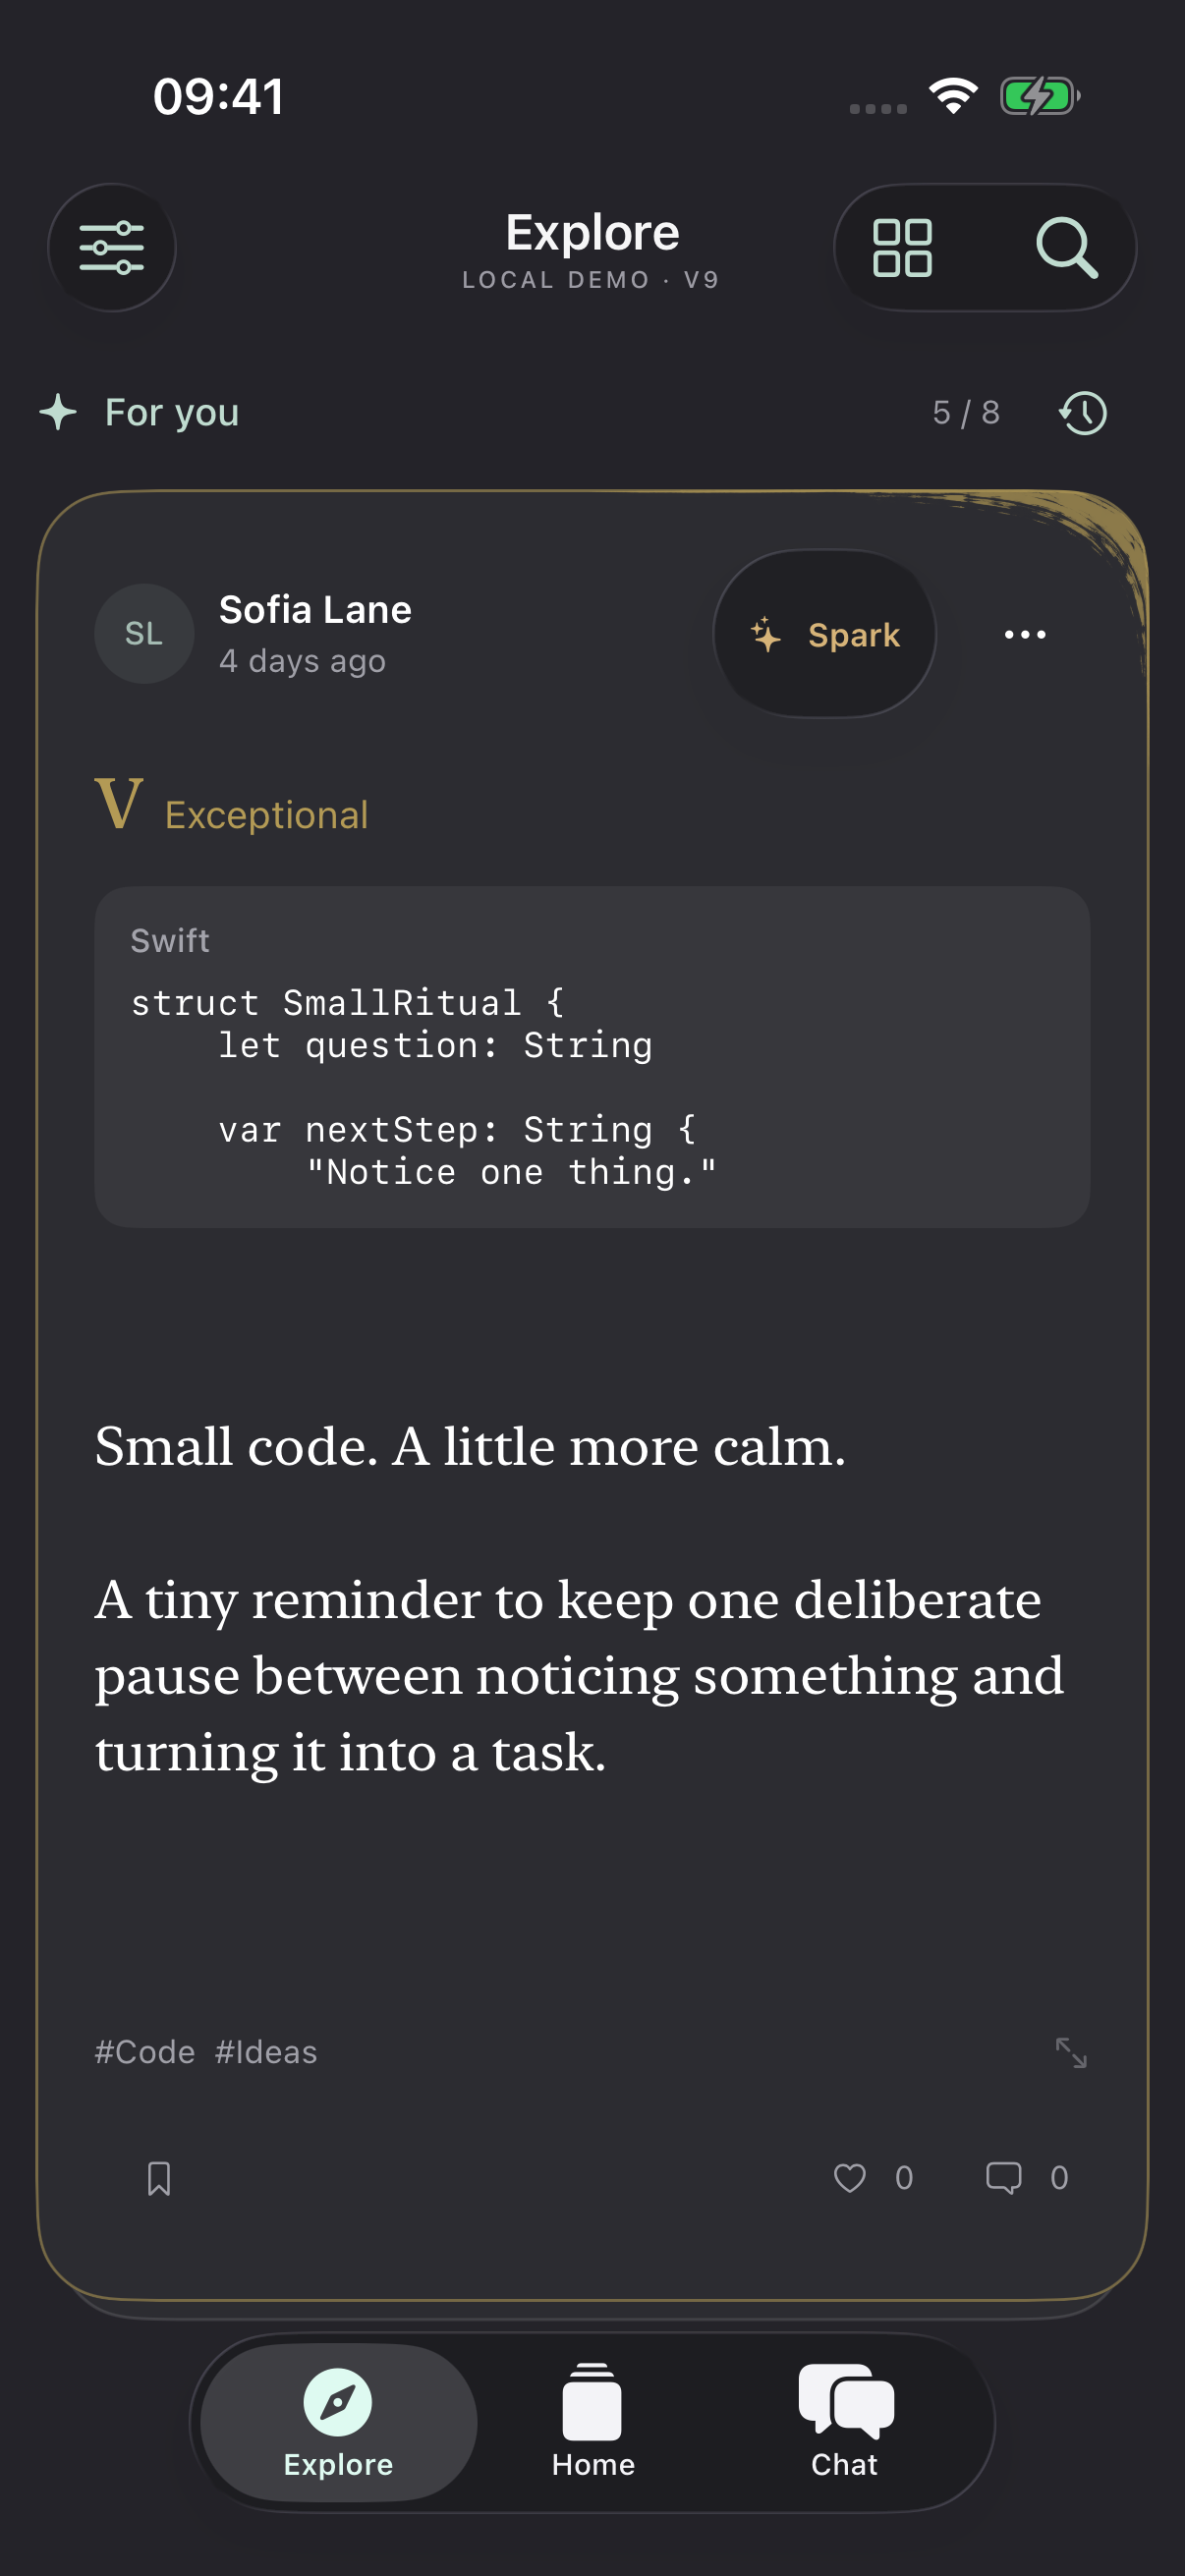 09:41
Explore
LOCAL DEMO · V9
For you
5 / 8
SL
Sofia Lane
4 days ago
Spark
V Exceptional
Swift
struct SmallRitual {
    let question: String

    var nextStep: String {
        "Notice one thing."
Small code. A little more calm.
A tiny reminder to keep one deliberate
pause between noticing something and
turning it into a task.
#Code #Ideas
0
0
Explore
Home
Chat